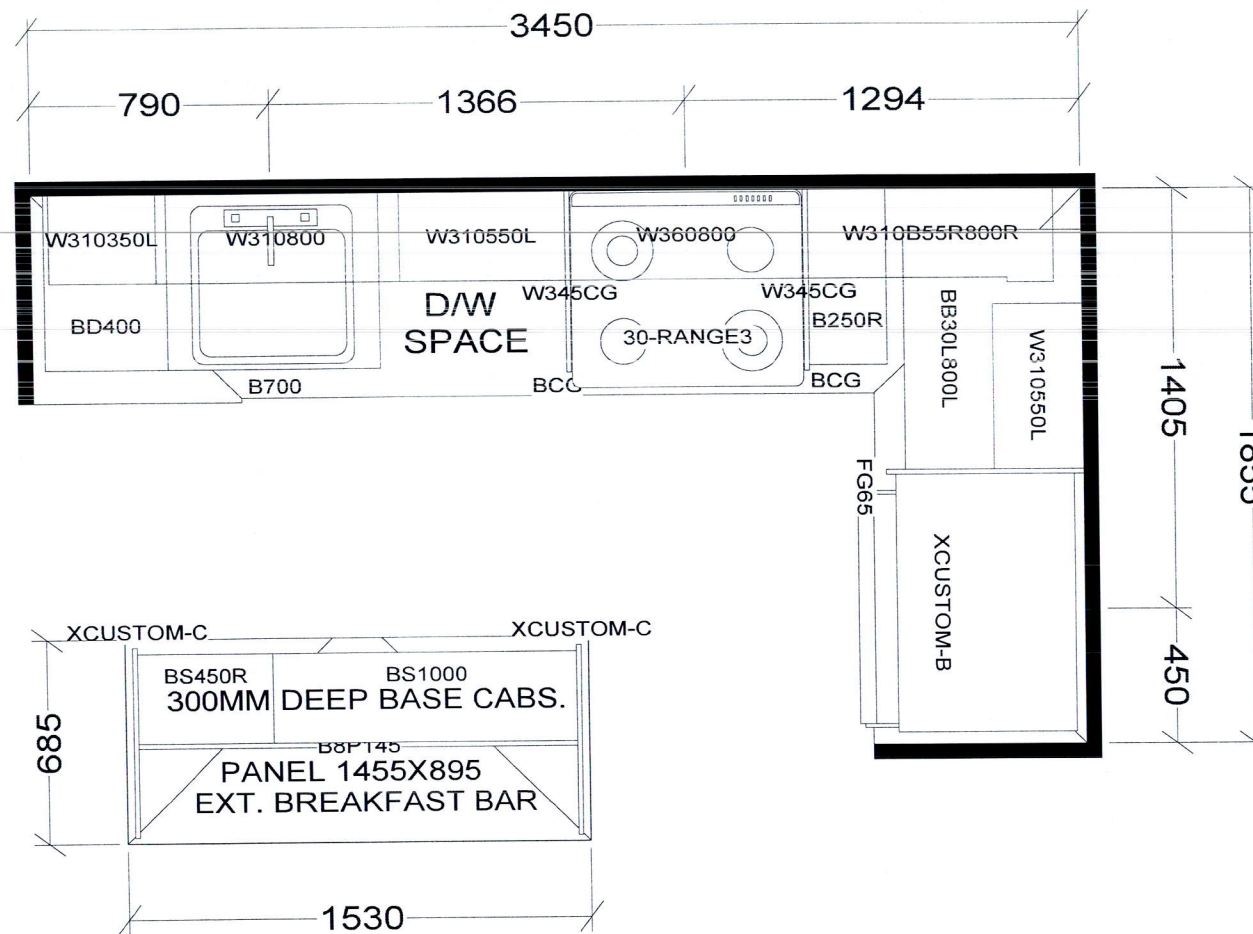 3450
790
1366
1294
W310350L
W310800
W310550L
W360800
W310B55R800R
W345CG
W345CG
D/W
SPACE
BD400
30-RANGE3
B250R
BB30L800L
W310550L
B700
BCG
BCG
1405
1855
FG65
XCUSTOM-B
450
XCUSTOM-C
XCUSTOM-C
BS450R
BS1000
300MM DEEP BASE CABS.
685
B8P145
PANEL 1455X895
EXT. BREAKFAST BAR
1530